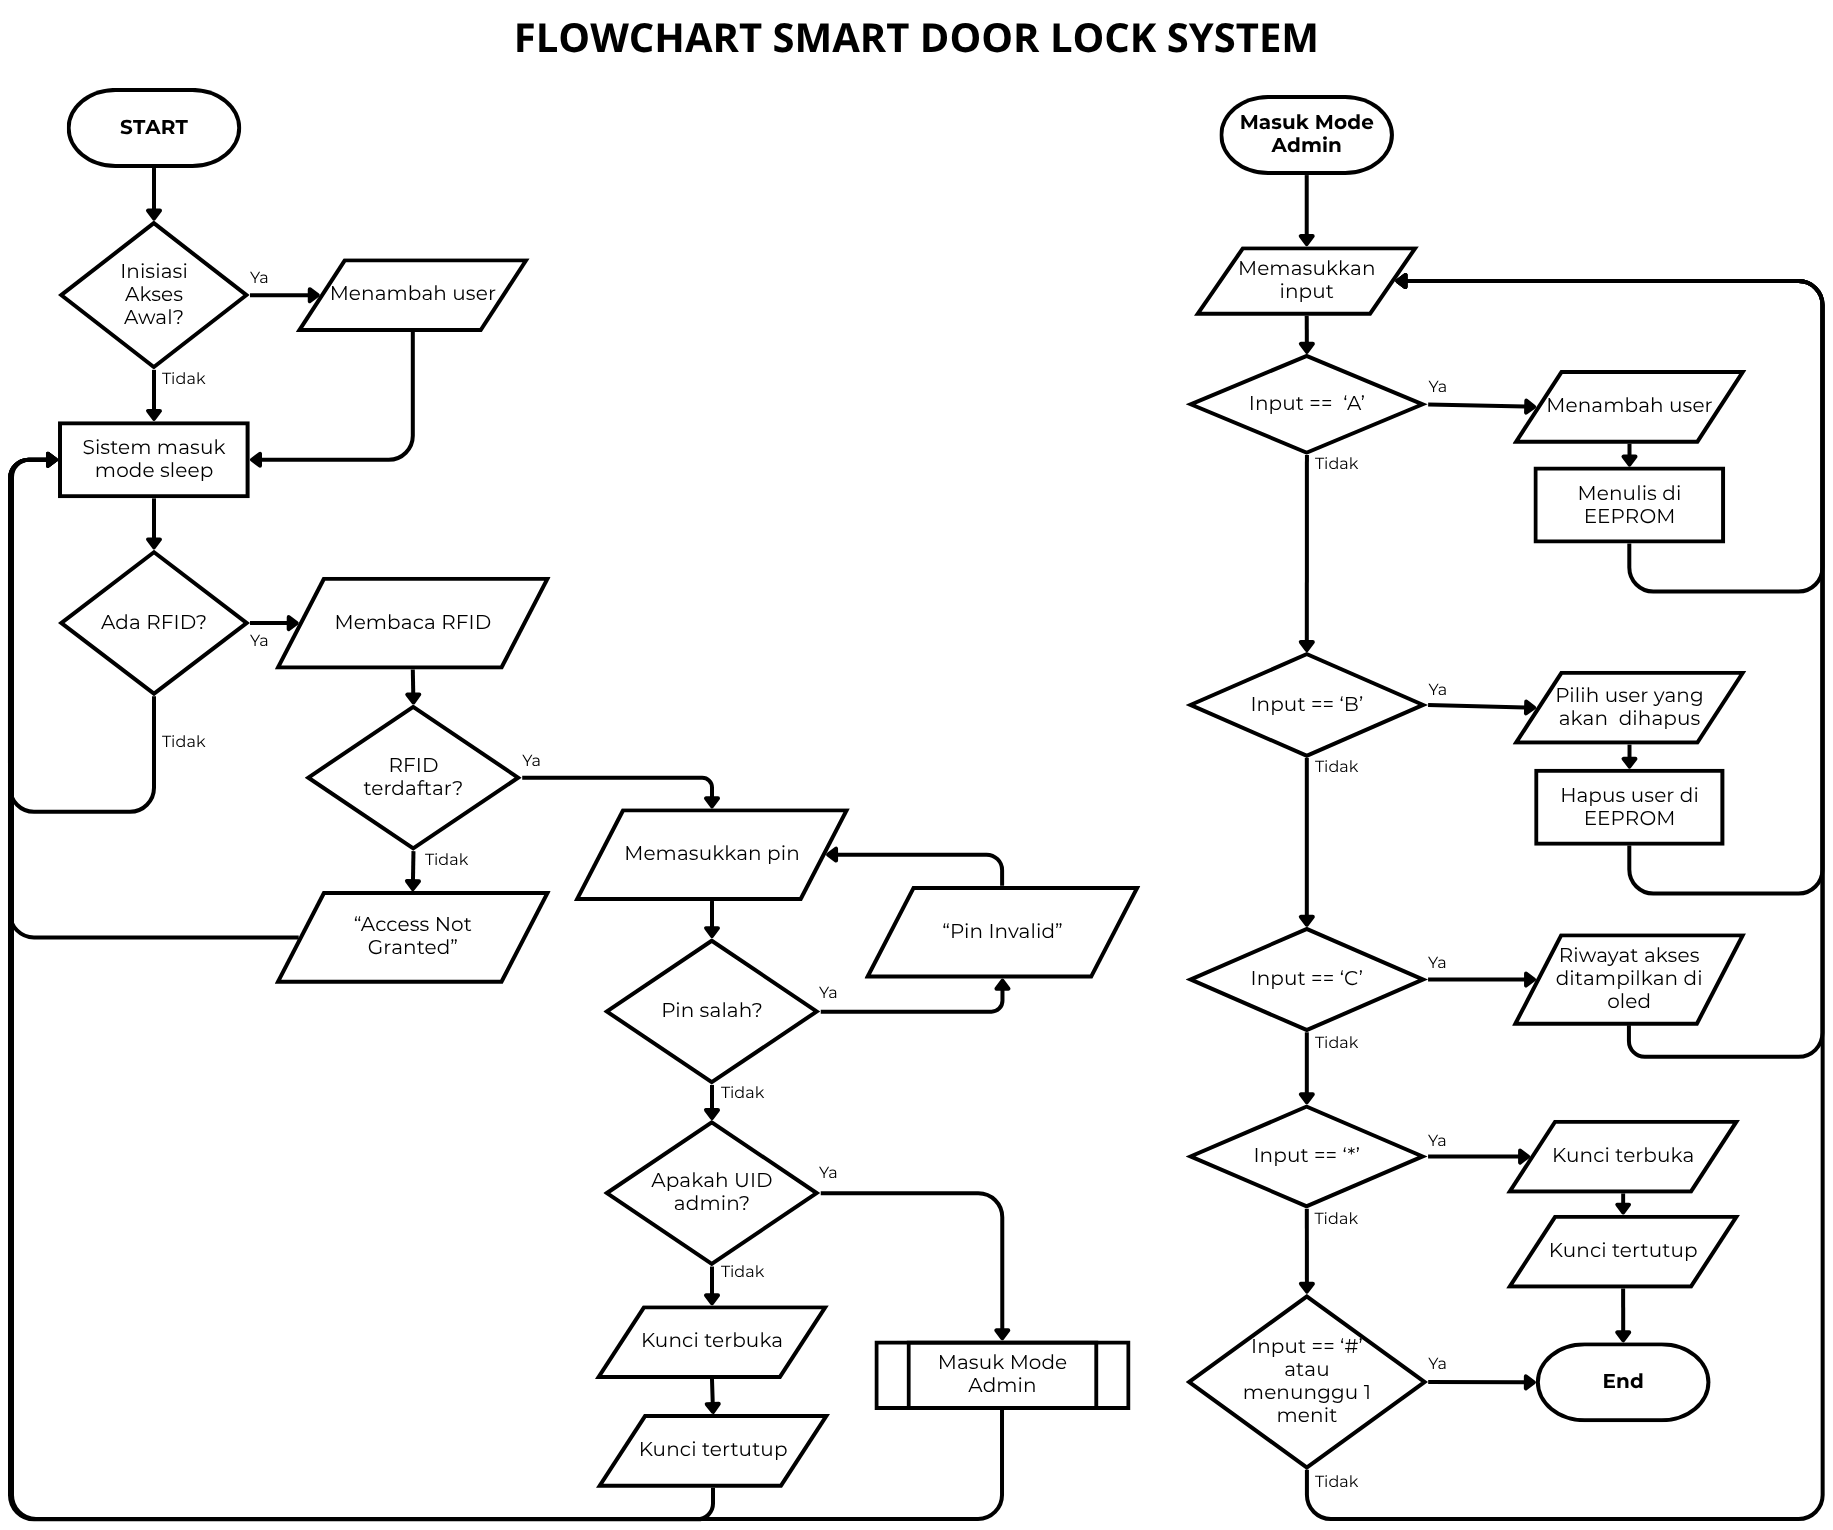 FLOWCHART SMART DOOR LOCK SYSTEM
START
Inisiasi
Akses
Awal?
Ya
Menambah user
Tidak
Sistem masuk
mode sleep
Ada RFID?
Ya
Membaca RFID
Tidak
RFID
terdaftar?
Ya
Tidak
“Access Not
Granted”
Memasukkan pin
“Pin Invalid”
Pin salah?
Ya
Tidak
Apakah UID
admin?
Ya
Tidak
Kunci terbuka
Kunci tertutup
Masuk Mode
Admin
Masuk Mode
Admin
Memasukkan
input
Input == ‘A’
Ya
Menambah user
Menulis di
EEPROM
Tidak
Input == ‘B’
Ya
Pilih user yang
akan dihapus
Hapus user di
EEPROM
Tidak
Input == ‘C’
Ya
Riwayat akses
ditampilkan di
oled
Tidak
Input == ‘*’
Ya
Kunci terbuka
Kunci tertutup
Tidak
Input == ‘#’
atau
menunggu 1
menit
Ya
End
Tidak